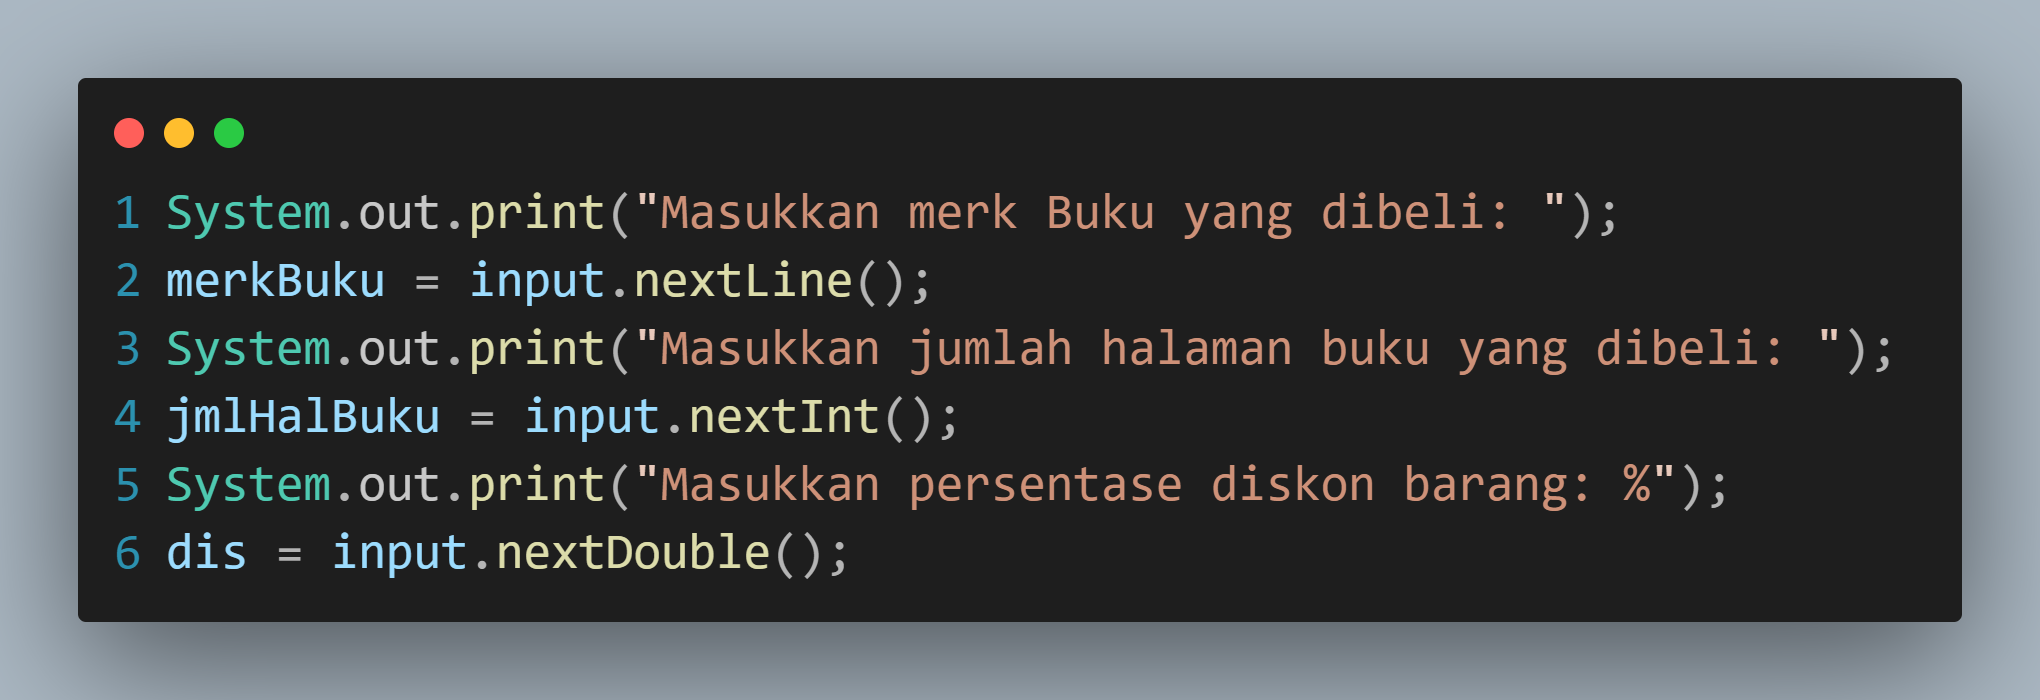 1 System.out.print("Masukkan merk Buku yang dibeli: ");
2 merkBuku = input.nextLine();
3 System.out.print("Masukkan jumlah halaman buku yang dibeli: ");
4 jmlHalBuku = input.nextInt();
5 System.out.print("Masukkan persentase diskon barang: %");
6 dis = input.nextDouble();